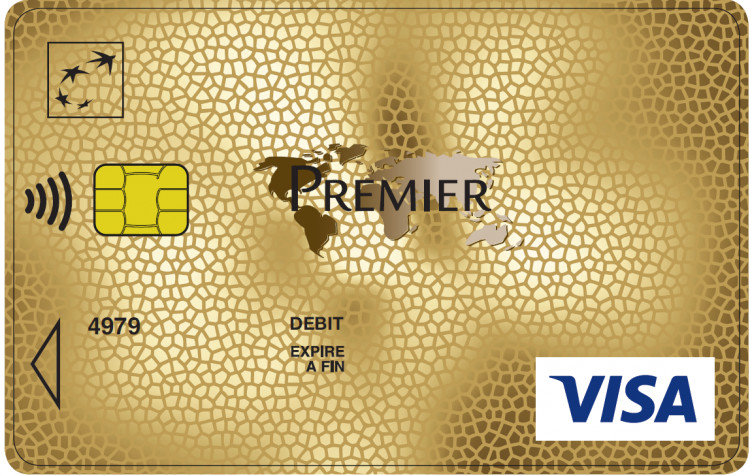 PREMIER
4979
DEBIT
EXPIRE
A FIN
VISA